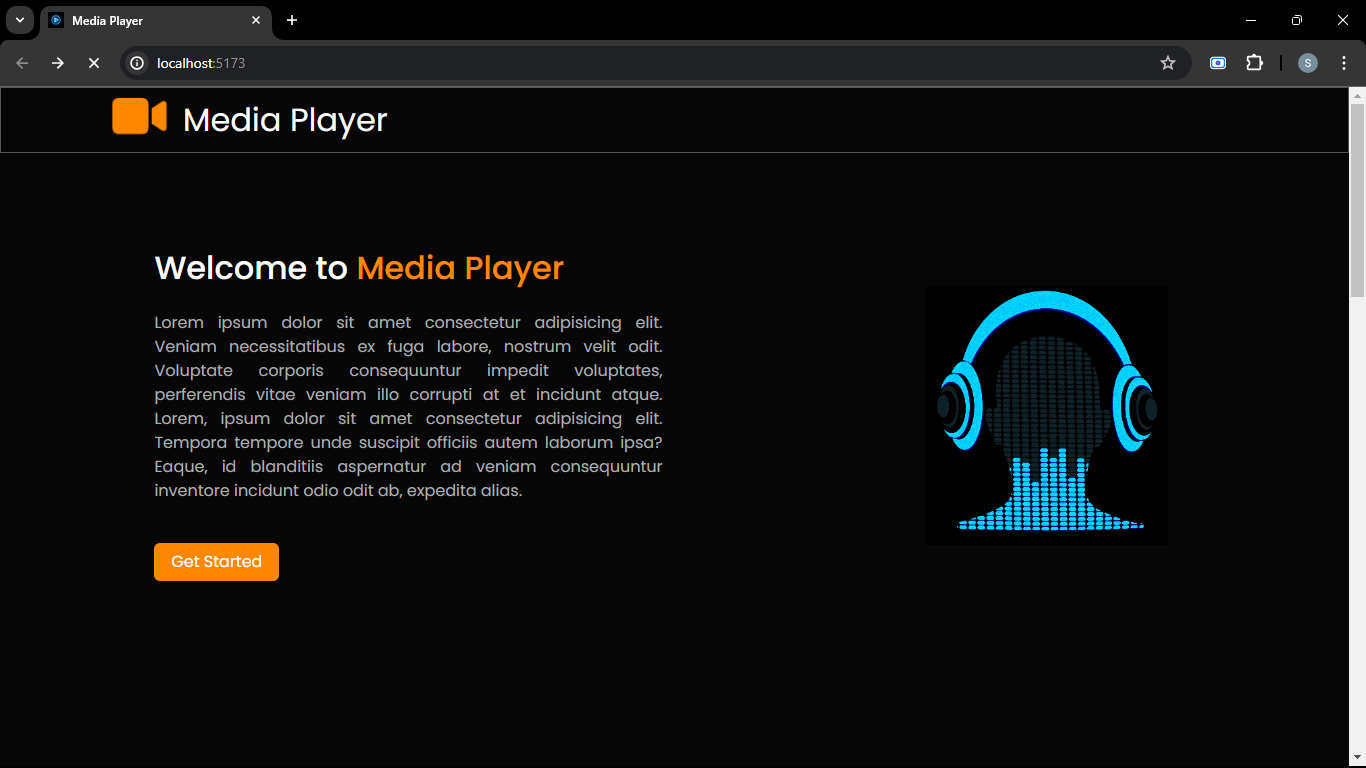 Media Player
localhost:5173
S
Media Player
Welcome to Media Player
Lorem ipsum dolor sit amet consectetur adipisicing elit.
Veniam necessitatibus ex fuga labore, nostrum velit odit.
Voluptate corporis consequuntur impedit voluptates,
perferendis vitae veniam illo corrupti at et incidunt atque.
Lorem, ipsum dolor sit amet consectetur adipisicing elit.
Tempora tempore unde suscipit officiis autem laborum ipsa?
Eaque, id blanditiis aspernatur ad veniam consequuntur
inventore incidunt odio odit ab, expedita alias.
Get Started